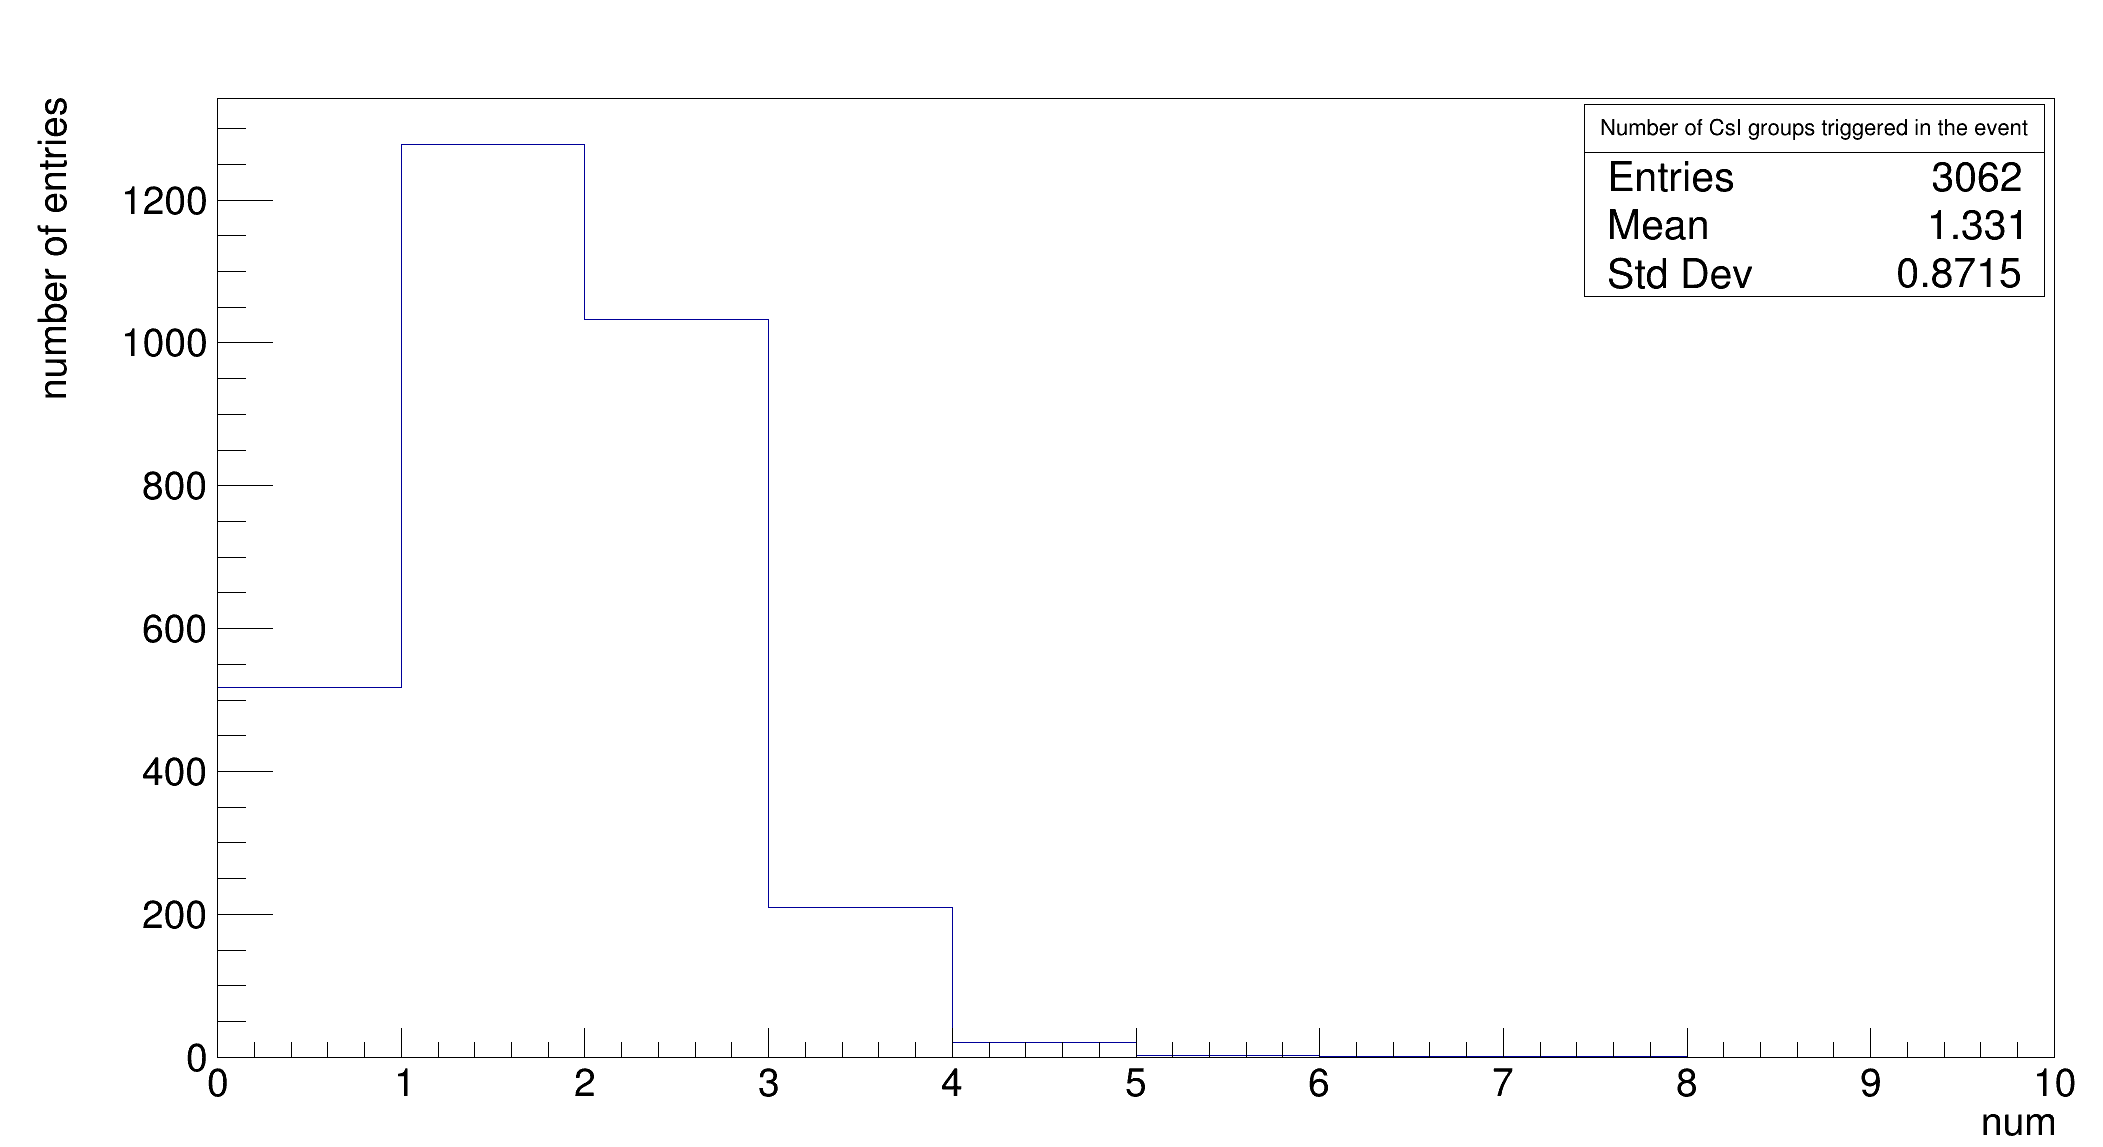 number of entries
Number of CsI groups triggered in the event
Entries 3062
Mean 1.331
Std Dev 0.8715
1200
1000
800
600
400
200
0
0 1 2 3 4 5 6 7 8 9 10
num